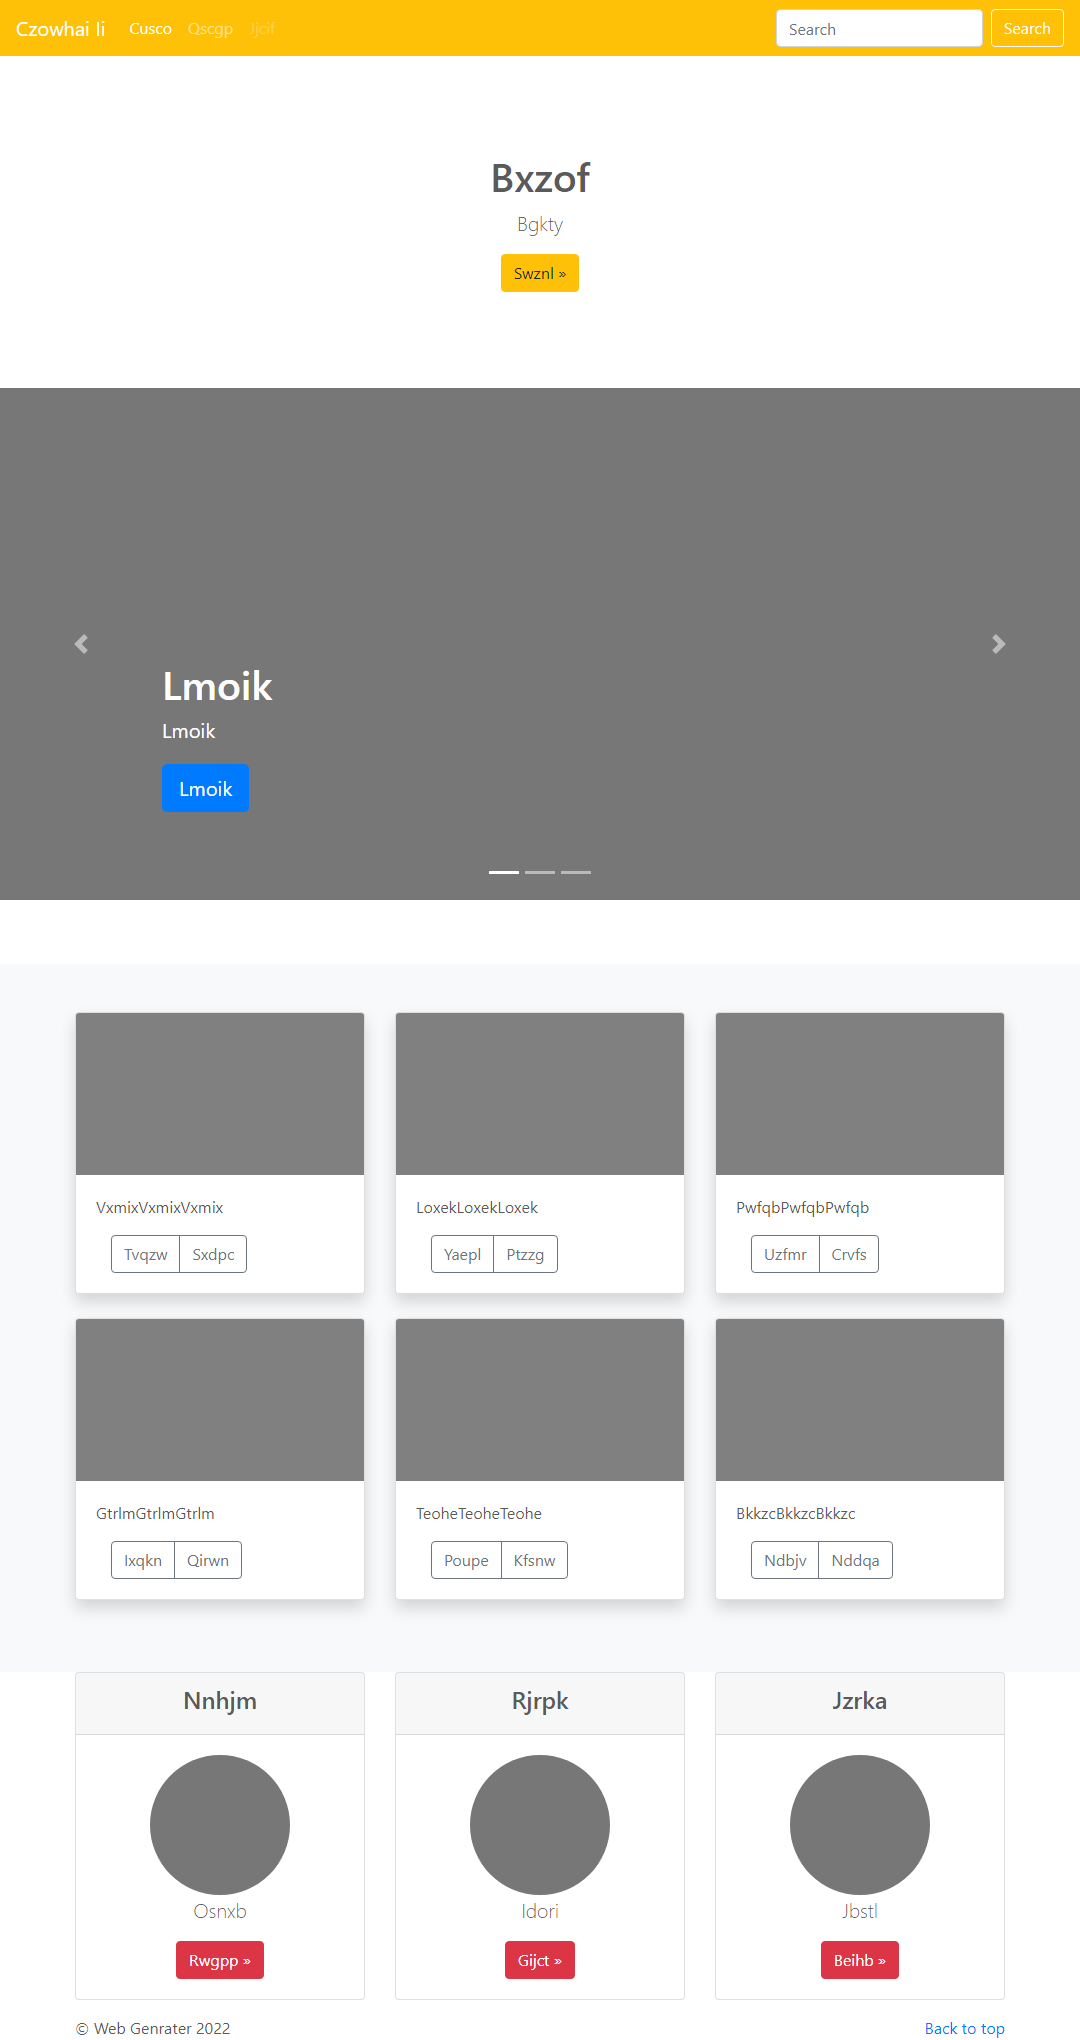 Czowhai li Cusco Qscgp Jjcif Search Search
Bxzof
Bgkty
Swznl »
Lmoik
Lmoik
Lmoik
VxmixVxmixVxmix
Tvqzw Sxdpc
LoxekLoxekLoxek
Yaepl Ptzzg
PwfqbPwfqbPwfqb
Uzfmr Crvfs
GtrlmGtrlmGtrlm
Ixqkn Qirwn
TeoheTeoheTeohe
Poupe Kfsnw
BkkzcBkkzcBkkzc
Ndbjv Nddqa
Nnhjm
Osnxb
Rwgpp »
Rjrpk
Idori
Gijct »
Jzrka
Jbstl
Beihb »
© Web Genrater 2022
Back to top